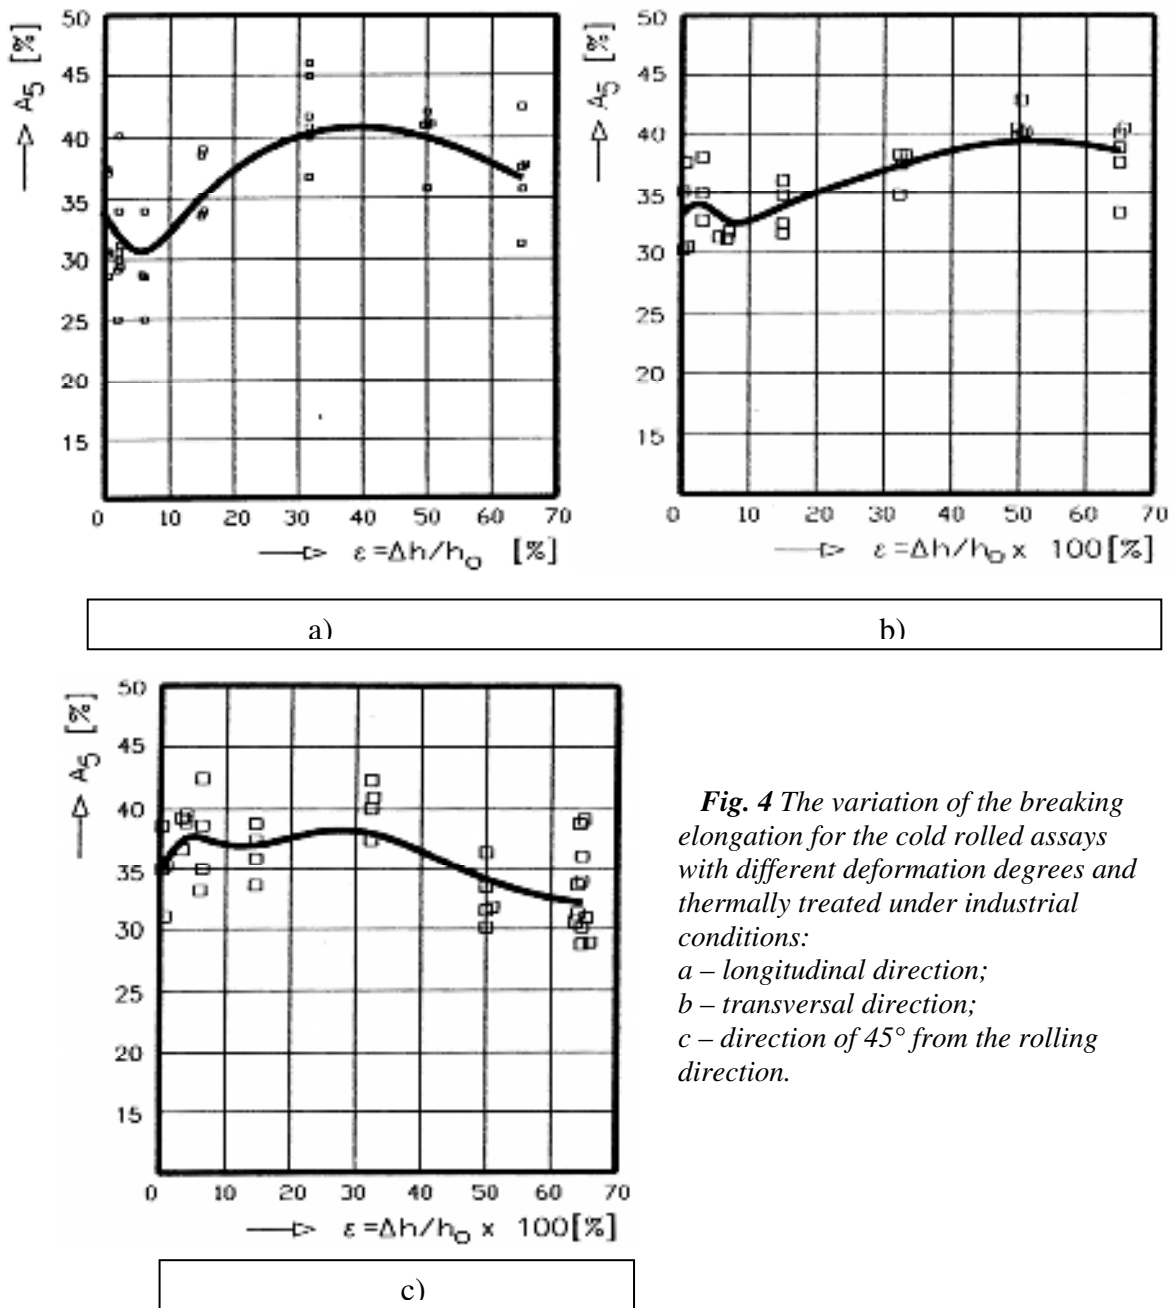 50
45
40
35
30
25
20
15
A5 [%]
0 10 20 30 40 50 60 70
ε =Δh/ho [%]
50
45
40
35
30
25
20
15
A5 [%]
0 10 20 30 40 50 60 70
ε =Δh/ho x 100[%]
a) b)
50
45
40
35
30
25
20
15
A5 [%]
0 10 20 30 40 50 60 70
ε =Δh/ho x 100[%]
c)
Fig. 4 The variation of the breaking
elongation for the cold rolled assays
with different deformation degrees and
thermally treated under industrial
conditions:
a – longitudinal direction;
b – transversal direction;
c – direction of 45° from the rolling
direction.